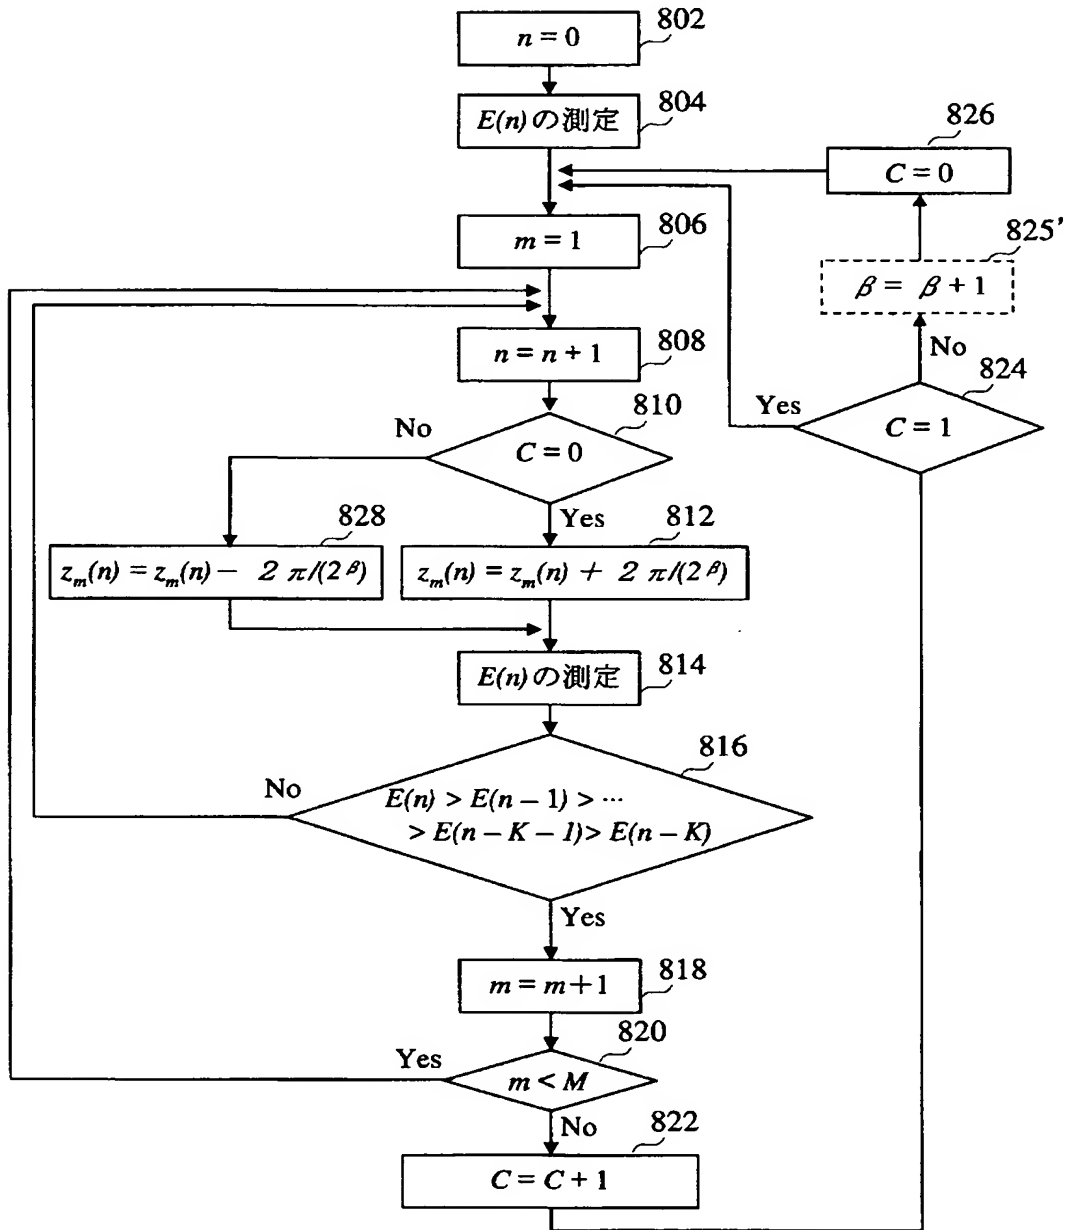 n = 0
802
E(n) の測定
804
826
C = 0
m = 1
806
825'
β = β + 1
n = n + 1
808
No
824
Yes
C = 1
810
No
C = 0
Yes
828
812
z_m(n) = z_m(n) − 2 π/(2^β)
z_m(n) = z_m(n) + 2 π/(2^β)
E(n) の測定
814
816
No
E(n) > E(n − 1) > ···
> E(n − K − 1) > E(n − K)
Yes
m = m + 1
818
820
Yes
m < M
No
822
C = C + 1